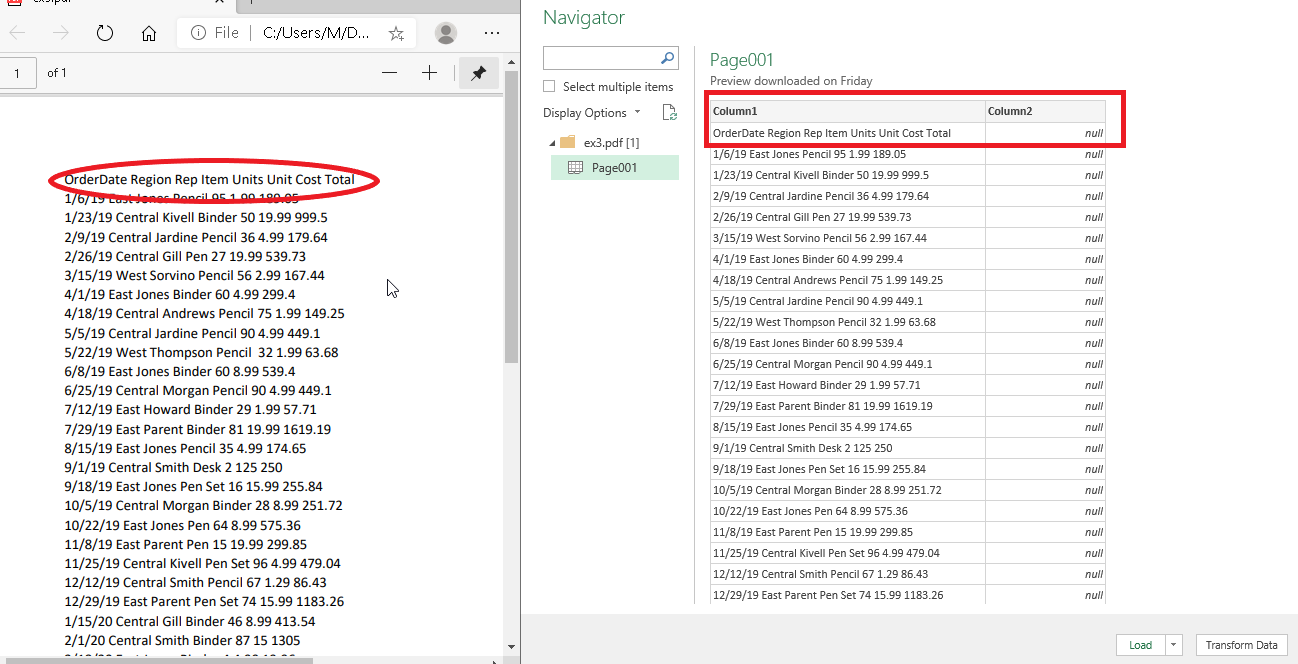 ex3.pdf
File
C:/Users/M/D...
1
of 1
OrderDate Region Rep Item Units Unit Cost Total
1/6/19 East Jones Pencil 95 1.99 189.05
1/23/19 Central Kivell Binder 50 19.99 999.5
2/9/19 Central Jardine Pencil 36 4.99 179.64
2/26/19 Central Gill Pen 27 19.99 539.73
3/15/19 West Sorvino Pencil 56 2.99 167.44
4/1/19 East Jones Binder 60 4.99 299.4
4/18/19 Central Andrews Pencil 75 1.99 149.25
5/5/19 Central Jardine Pencil 90 4.99 449.1
5/22/19 West Thompson Pencil  32 1.99 63.68
6/8/19 East Jones Binder 60 8.99 539.4
6/25/19 Central Morgan Pencil 90 4.99 449.1
7/12/19 East Howard Binder 29 1.99 57.71
7/29/19 East Parent Binder 81 19.99 1619.19
8/15/19 East Jones Pencil 35 4.99 174.65
9/1/19 Central Smith Desk 2 125 250
9/18/19 East Jones Pen Set 16 15.99 255.84
10/5/19 Central Morgan Binder 28 8.99 251.72
10/22/19 East Jones Pen 64 8.99 575.36
11/8/19 East Parent Pen 15 19.99 299.85
11/25/19 Central Kivell Pen Set 96 4.99 479.04
12/12/19 Central Smith Pencil 67 1.29 86.43
12/29/19 East Parent Pen Set 74 15.99 1183.26
1/15/20 Central Gill Binder 46 8.99 413.54
2/1/20 Central Smith Binder 87 15 1305
Navigator
Select multiple items
Display Options
ex3.pdf [1]
Page001
Page001
Preview downloaded on Friday
Column1 Column2
OrderDate Region Rep Item Units Unit Cost Total null
1/6/19 East Jones Pencil 95 1.99 189.05 null
1/23/19 Central Kivell Binder 50 19.99 999.5 null
2/9/19 Central Jardine Pencil 36 4.99 179.64 null
2/26/19 Central Gill Pen 27 19.99 539.73 null
3/15/19 West Sorvino Pencil 56 2.99 167.44 null
4/1/19 East Jones Binder 60 4.99 299.4 null
4/18/19 Central Andrews Pencil 75 1.99 149.25 null
5/5/19 Central Jardine Pencil 90 4.99 449.1 null
5/22/19 West Thompson Pencil 32 1.99 63.68 null
6/8/19 East Jones Binder 60 8.99 539.4 null
6/25/19 Central Morgan Pencil 90 4.99 449.1 null
7/12/19 East Howard Binder 29 1.99 57.71 null
7/29/19 East Parent Binder 81 19.99 1619.19 null
8/15/19 East Jones Pencil 35 4.99 174.65 null
9/1/19 Central Smith Desk 2 125 250 null
9/18/19 East Jones Pen Set 16 15.99 255.84 null
10/5/19 Central Morgan Binder 28 8.99 251.72 null
10/22/19 East Jones Pen 64 8.99 575.36 null
11/8/19 East Parent Pen 15 19.99 299.85 null
11/25/19 Central Kivell Pen Set 96 4.99 479.04 null
12/12/19 Central Smith Pencil 67 1.29 86.43 null
12/29/19 East Parent Pen Set 74 15.99 1183.26 null
Load
Transform Data